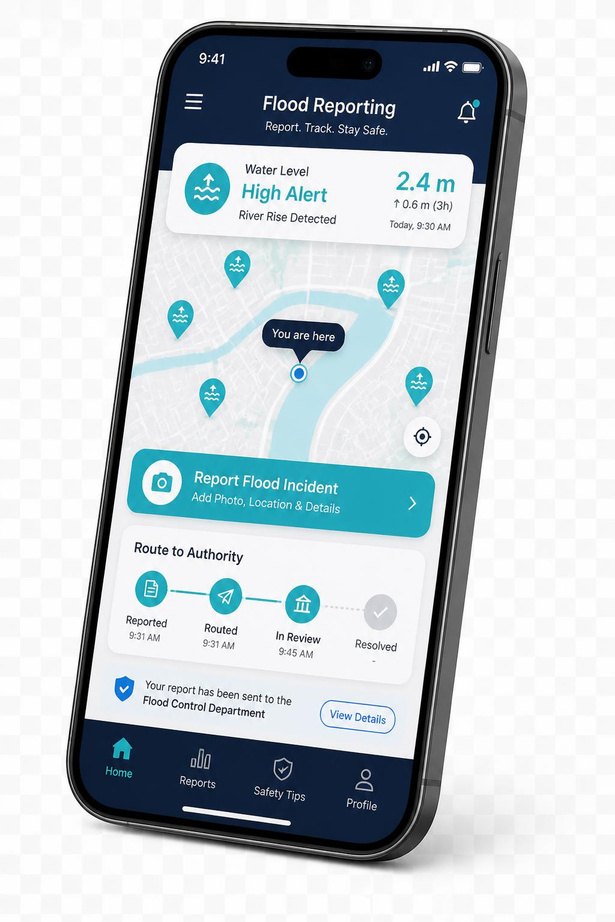 9:41
Flood Reporting
Report. Track. Stay Safe.
Water Level
High Alert
River Rise Detected
2.4 m
↑ 0.6 m (3h)
Today, 9:30 AM
You are here
Report Flood Incident
Add Photo, Location & Details
Route to Authority
Reported
9:31 AM
Routed
9:31 AM
In Review
9:45 AM
Resolved
-
Your report has been sent to the
Flood Control Department
View Details
Home
Reports
Safety Tips
Profile